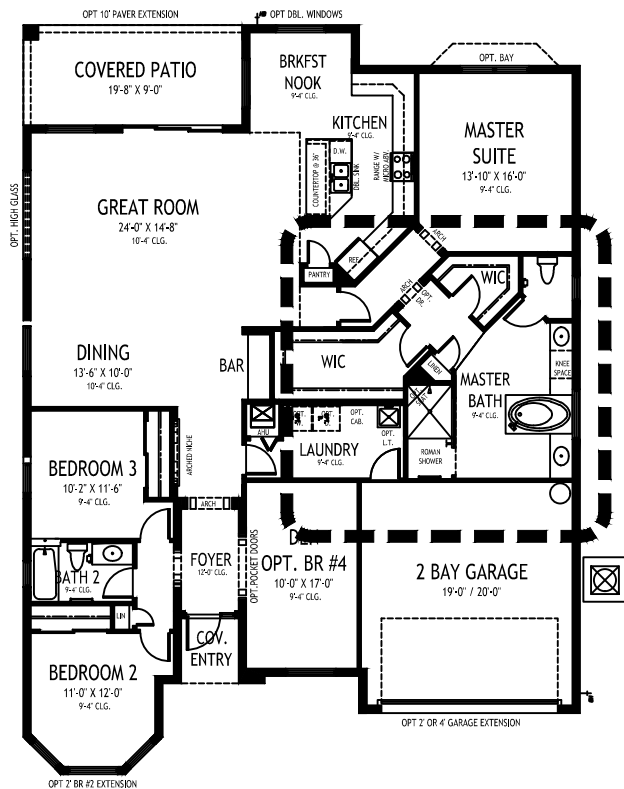 OPT 10' PAVER EXTENSION
OPT DBL. WINDOWS
COVERED PATIO
19'-8" X 9'-0"
BRKFST
NOOK
9'-4" CLG.
OPT. BAY
KITCHEN
9'-4" CLG.
D.W.
DBL. SINK
COUNTERTOP @ 36"
RANGE W/
MICRO ABV.
MASTER
SUITE
13'-10" X 16'-0"
9'-4" CLG.
OPT. HIGH GLASS
GREAT ROOM
24'-0" X 14'-8"
10'-4" CLG.
ARCH
REF.
PANTRY
ARCH
OPT.
DR.
WIC
DINING
13'-6" X 10'-0"
10'-4" CLG.
BAR
WIC
LINEN
MASTER
BATH
9'-4" CLG.
KNEE
SPACE
ARCHED NICHE
AHU
OPT.
CAB.
OPT.
L.T.
LAUNDRY
9'-4" CLG.
ROMAN
SHOWER
BEDROOM 3
10'-2" X 11'-6"
9'-4" CLG.
ARCH
FOYER
12'-0" CLG.
OPT.POCKET DOORS
OPT. BR #4
10'-0" X 17'-0"
9'-4" CLG.
2 BAY GARAGE
19'-0" / 20'-0"
BATH 2
9'-4" CLG.
LIN
COV.
ENTRY
BEDROOM 2
11'-0" X 12'-0"
9'-4" CLG.
OPT 2' OR 4' GARAGE EXTENSION
OPT 2' BR #2 EXTENSION